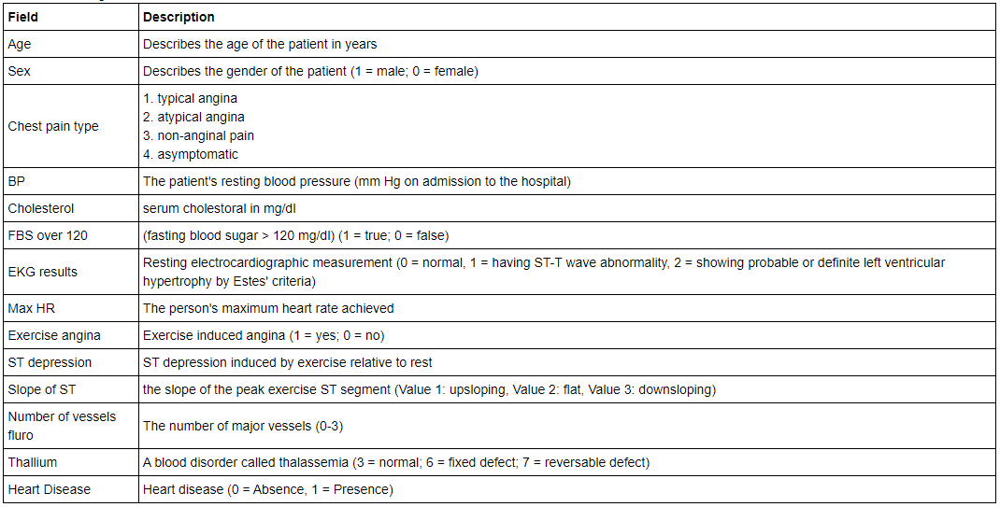 Field Description
Age Describes the age of the patient in years
Sex Describes the gender of the patient (1 = male; 0 = female)
Chest pain type
1. typical angina
2. atypical angina
3. non-anginal pain
4. asymptomatic
BP The patient's resting blood pressure (mm Hg on admission to the hospital)
Cholesterol serum cholestoral in mg/dl
FBS over 120 (fasting blood sugar > 120 mg/dl) (1 = true; 0 = false)
EKG results
Resting electrocardiographic measurement (0 = normal, 1 = having ST-T wave abnormality, 2 = showing probable or definite left ventricular
hypertrophy by Estes' criteria)
Max HR The person's maximum heart rate achieved
Exercise angina Exercise induced angina (1 = yes; 0 = no)
ST depression ST depression induced by exercise relative to rest
Slope of ST the slope of the peak exercise ST segment (Value 1: upsloping, Value 2: flat, Value 3: downsloping)
Number of vessels
fluro
The number of major vessels (0-3)
Thallium A blood disorder called thalassemia (3 = normal; 6 = fixed defect; 7 = reversable defect)
Heart Disease Heart disease (0 = Absence, 1 = Presence)